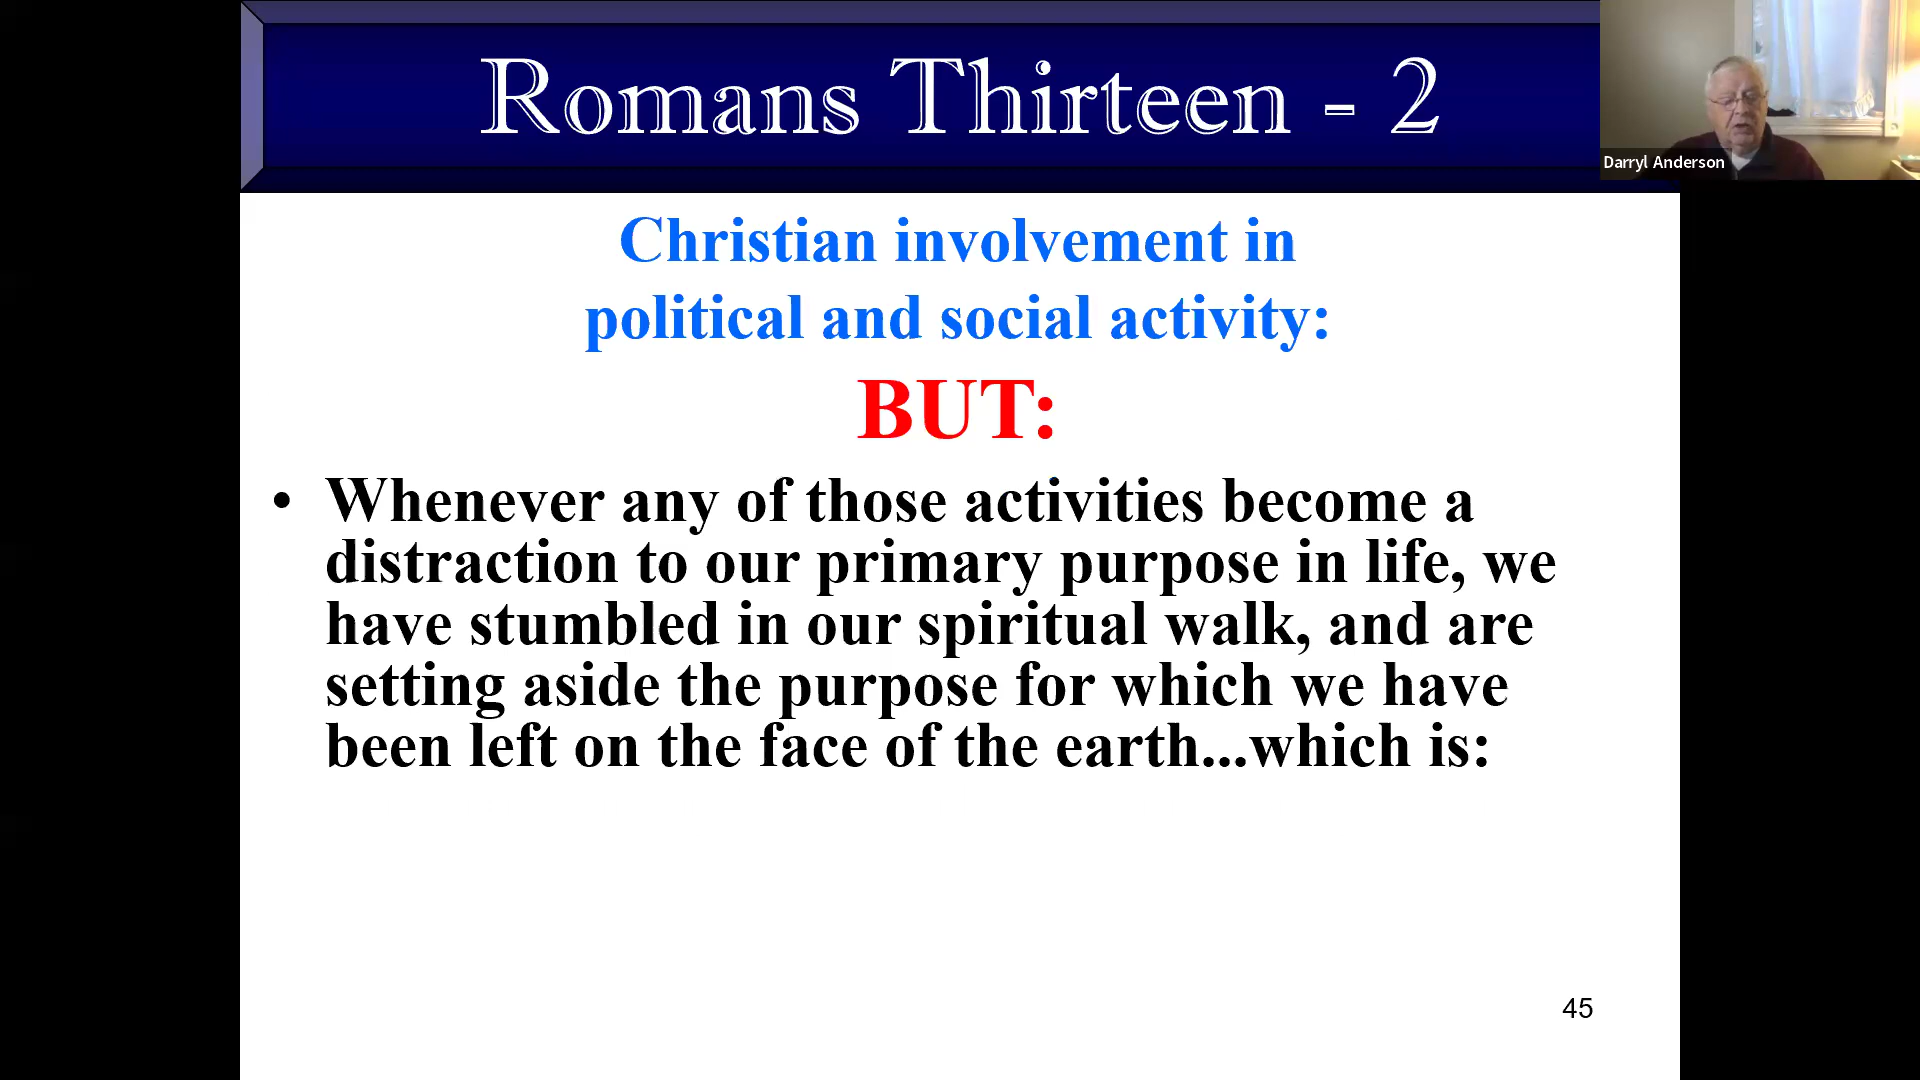 Romans Thirteen - 2
Darryl Anderson
Christian involvement in
political and social activity:
BUT:
• Whenever any of those activities become a
distraction to our primary purpose in life, we
have stumbled in our spiritual walk, and are
setting aside the purpose for which we have
been left on the face of the earth...which is:
45